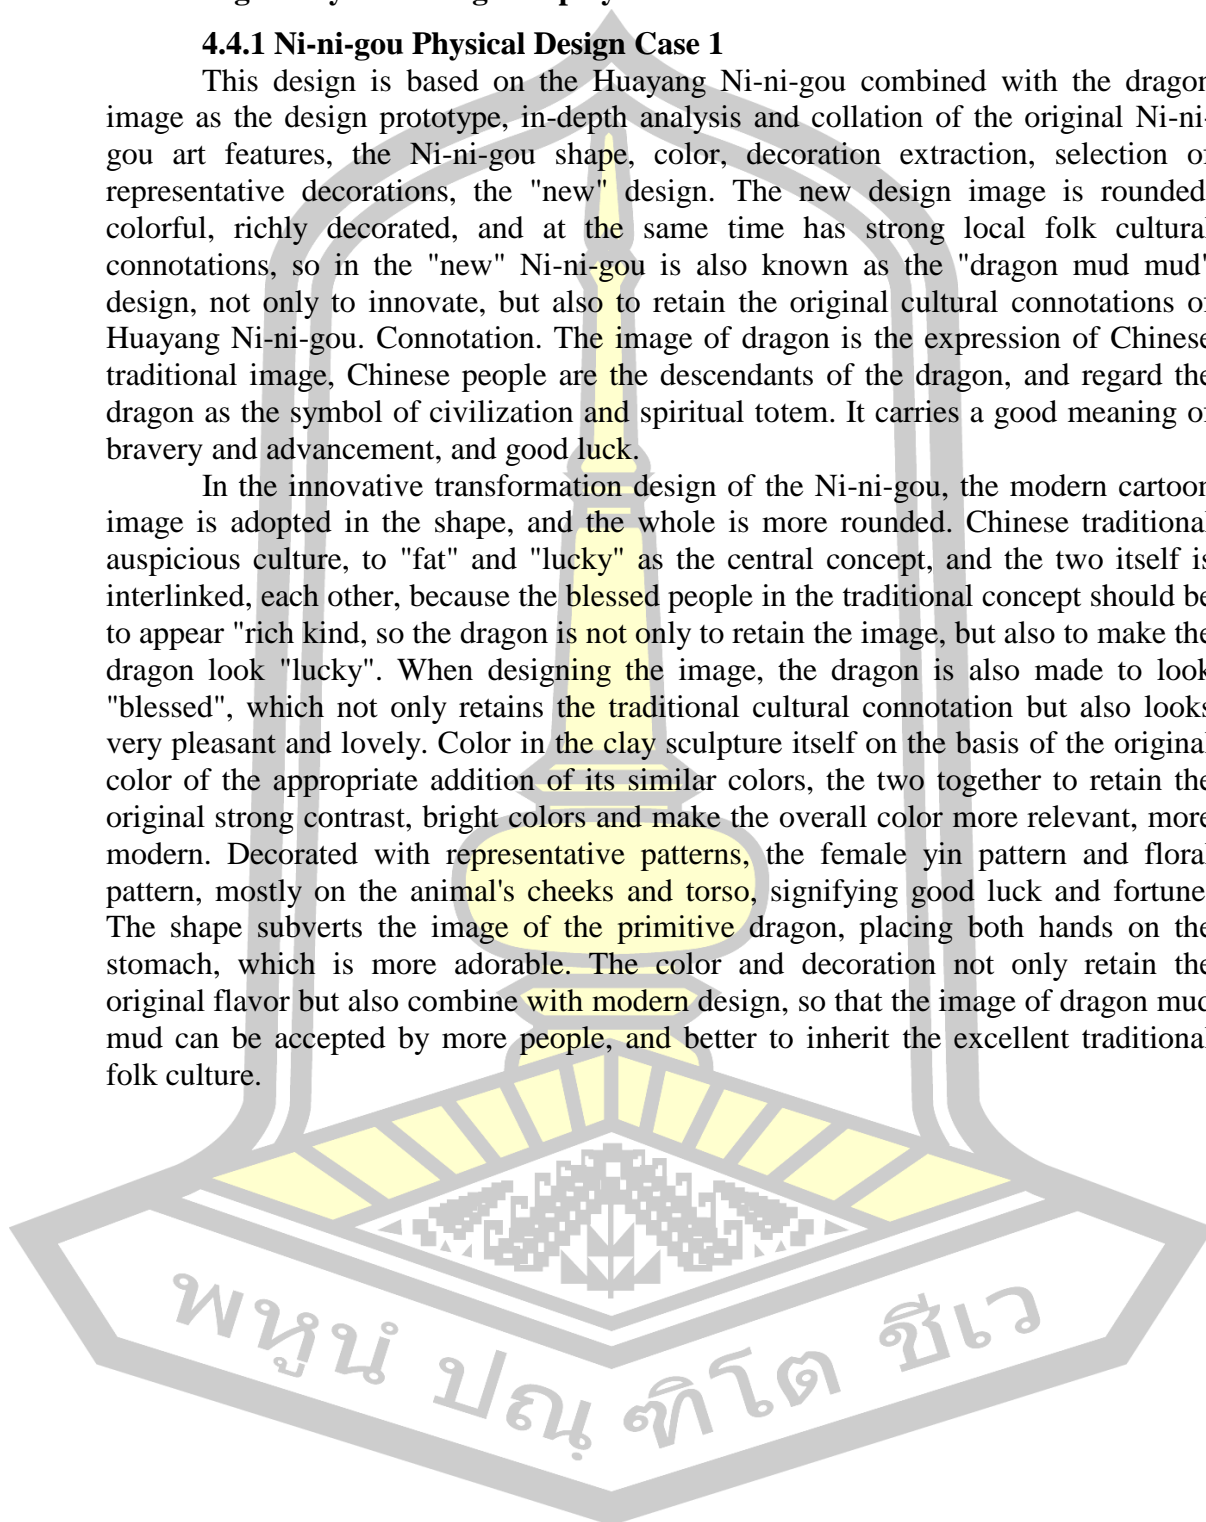 4.4.1 Ni-ni-gou Physical Design Case 1
This design is based on the Huayang Ni-ni-gou combined with the dragon
image as the design prototype, in-depth analysis and collation of the original Ni-ni-
gou art features, the Ni-ni-gou shape, color, decoration extraction, selection of
representative decorations, the "new" design. The new design image is rounded,
colorful, richly decorated, and at the same time has strong local folk cultural
connotations, so in the "new" Ni-ni-gou is also known as the "dragon mud mud"
design, not only to innovate, but also to retain the original cultural connotations of
Huayang Ni-ni-gou. Connotation. The image of dragon is the expression of Chinese
traditional image, Chinese people are the descendants of the dragon, and regard the
dragon as the symbol of civilization and spiritual totem. It carries a good meaning of
bravery and advancement, and good luck.
In the innovative transformation design of the Ni-ni-gou, the modern cartoon
image is adopted in the shape, and the whole is more rounded. Chinese traditional
auspicious culture, to "fat" and "lucky" as the central concept, and the two itself is
interlinked, each other, because the blessed people in the traditional concept should be
to appear "rich kind, so the dragon is not only to retain the image, but also to make the
dragon look "lucky". When designing the image, the dragon is also made to look
"blessed", which not only retains the traditional cultural connotation but also looks
very pleasant and lovely. Color in the clay sculpture itself on the basis of the original
color of the appropriate addition of its similar colors, the two together to retain the
original strong contrast, bright colors and make the overall color more relevant, more
modern. Decorated with representative patterns, the female yin pattern and floral
pattern, mostly on the animal's cheeks and torso, signifying good luck and fortune.
The shape subverts the image of the primitive dragon, placing both hands on the
stomach, which is more adorable. The color and decoration not only retain the
original flavor but also combine with modern design, so that the image of dragon mud
mud can be accepted by more people, and better to inherit the excellent traditional
folk culture.
พหูนํ ปณฺฑิโต ชีเว